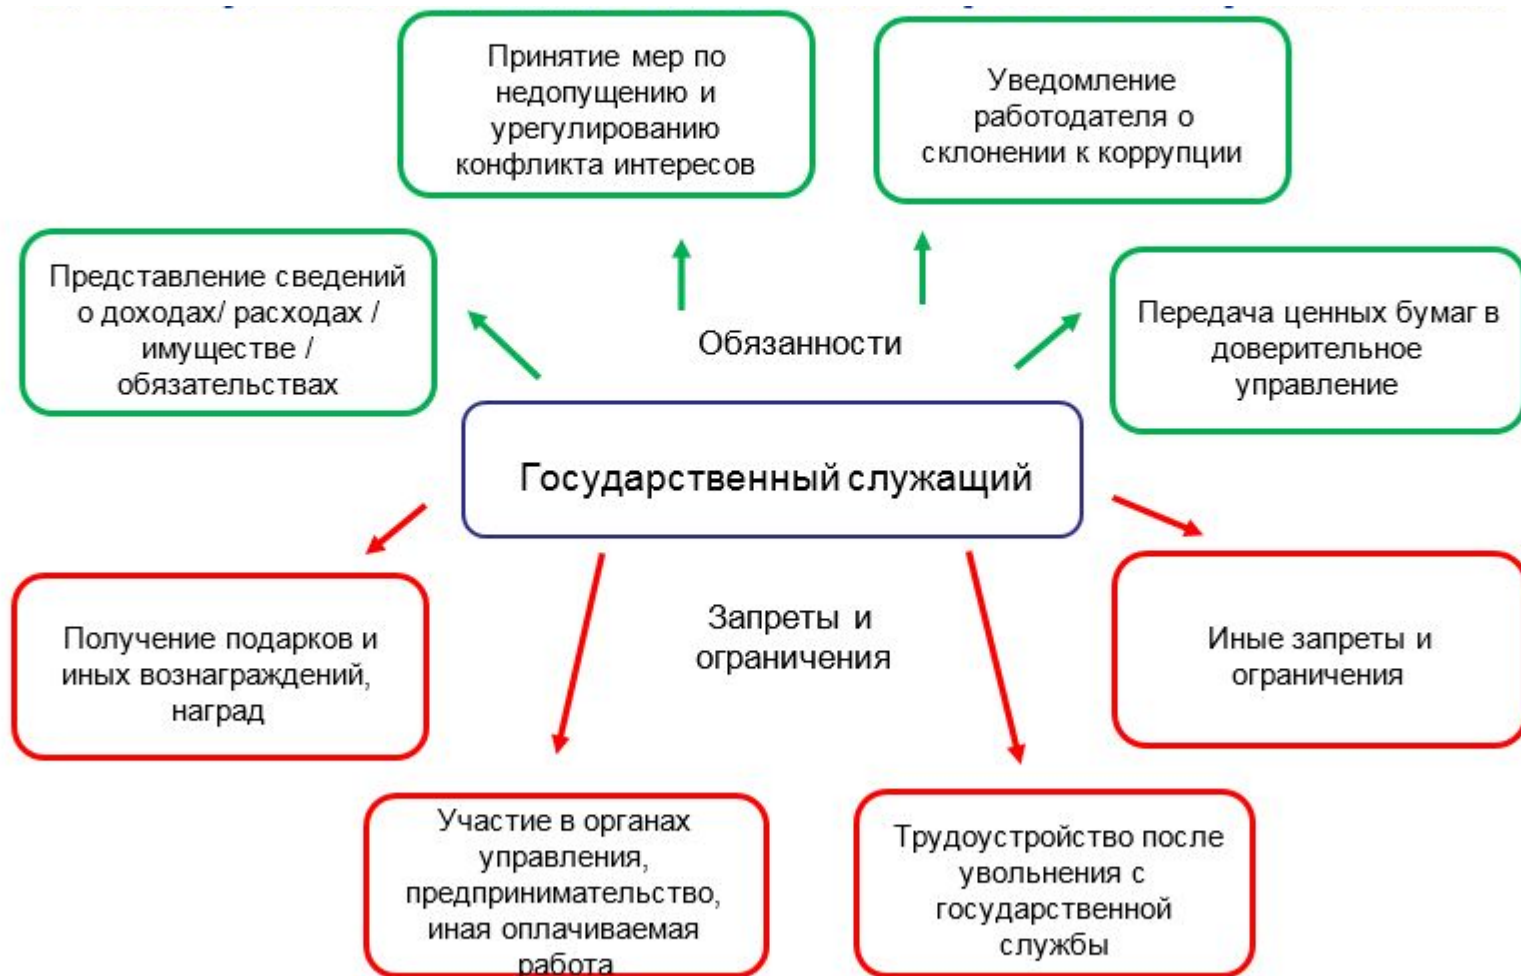 Принятие мер по
недопущению и
урегулированию
конфликта интересов
Уведомление
работодателя о
склонении к коррупции
Представление сведений
о доходах/ расходах /
имуществе /
обязательствах
Обязанности
Передача ценных бумаг в
доверительное
управление
Государственный служащий
Получение подарков и
иных вознаграждений,
наград
Запреты и
ограничения
Иные запреты и
ограничения
Участие в органах
управления,
предпринимательство,
иная оплачиваемая
работа
Трудоустройство после
увольнения с
государственной
службы